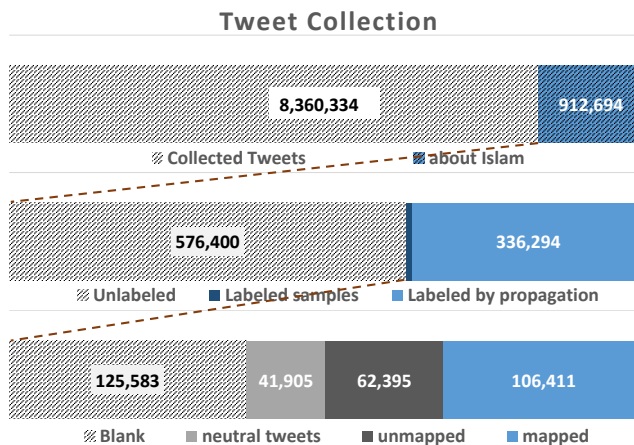 Tweet Collection
8,360,334 912,694
Collected Tweets about Islam
576,400 336,294
Unlabeled Labeled samples Labeled by propagation
125,583 41,905 62,395 106,411
Blank neutral tweets unmapped mapped